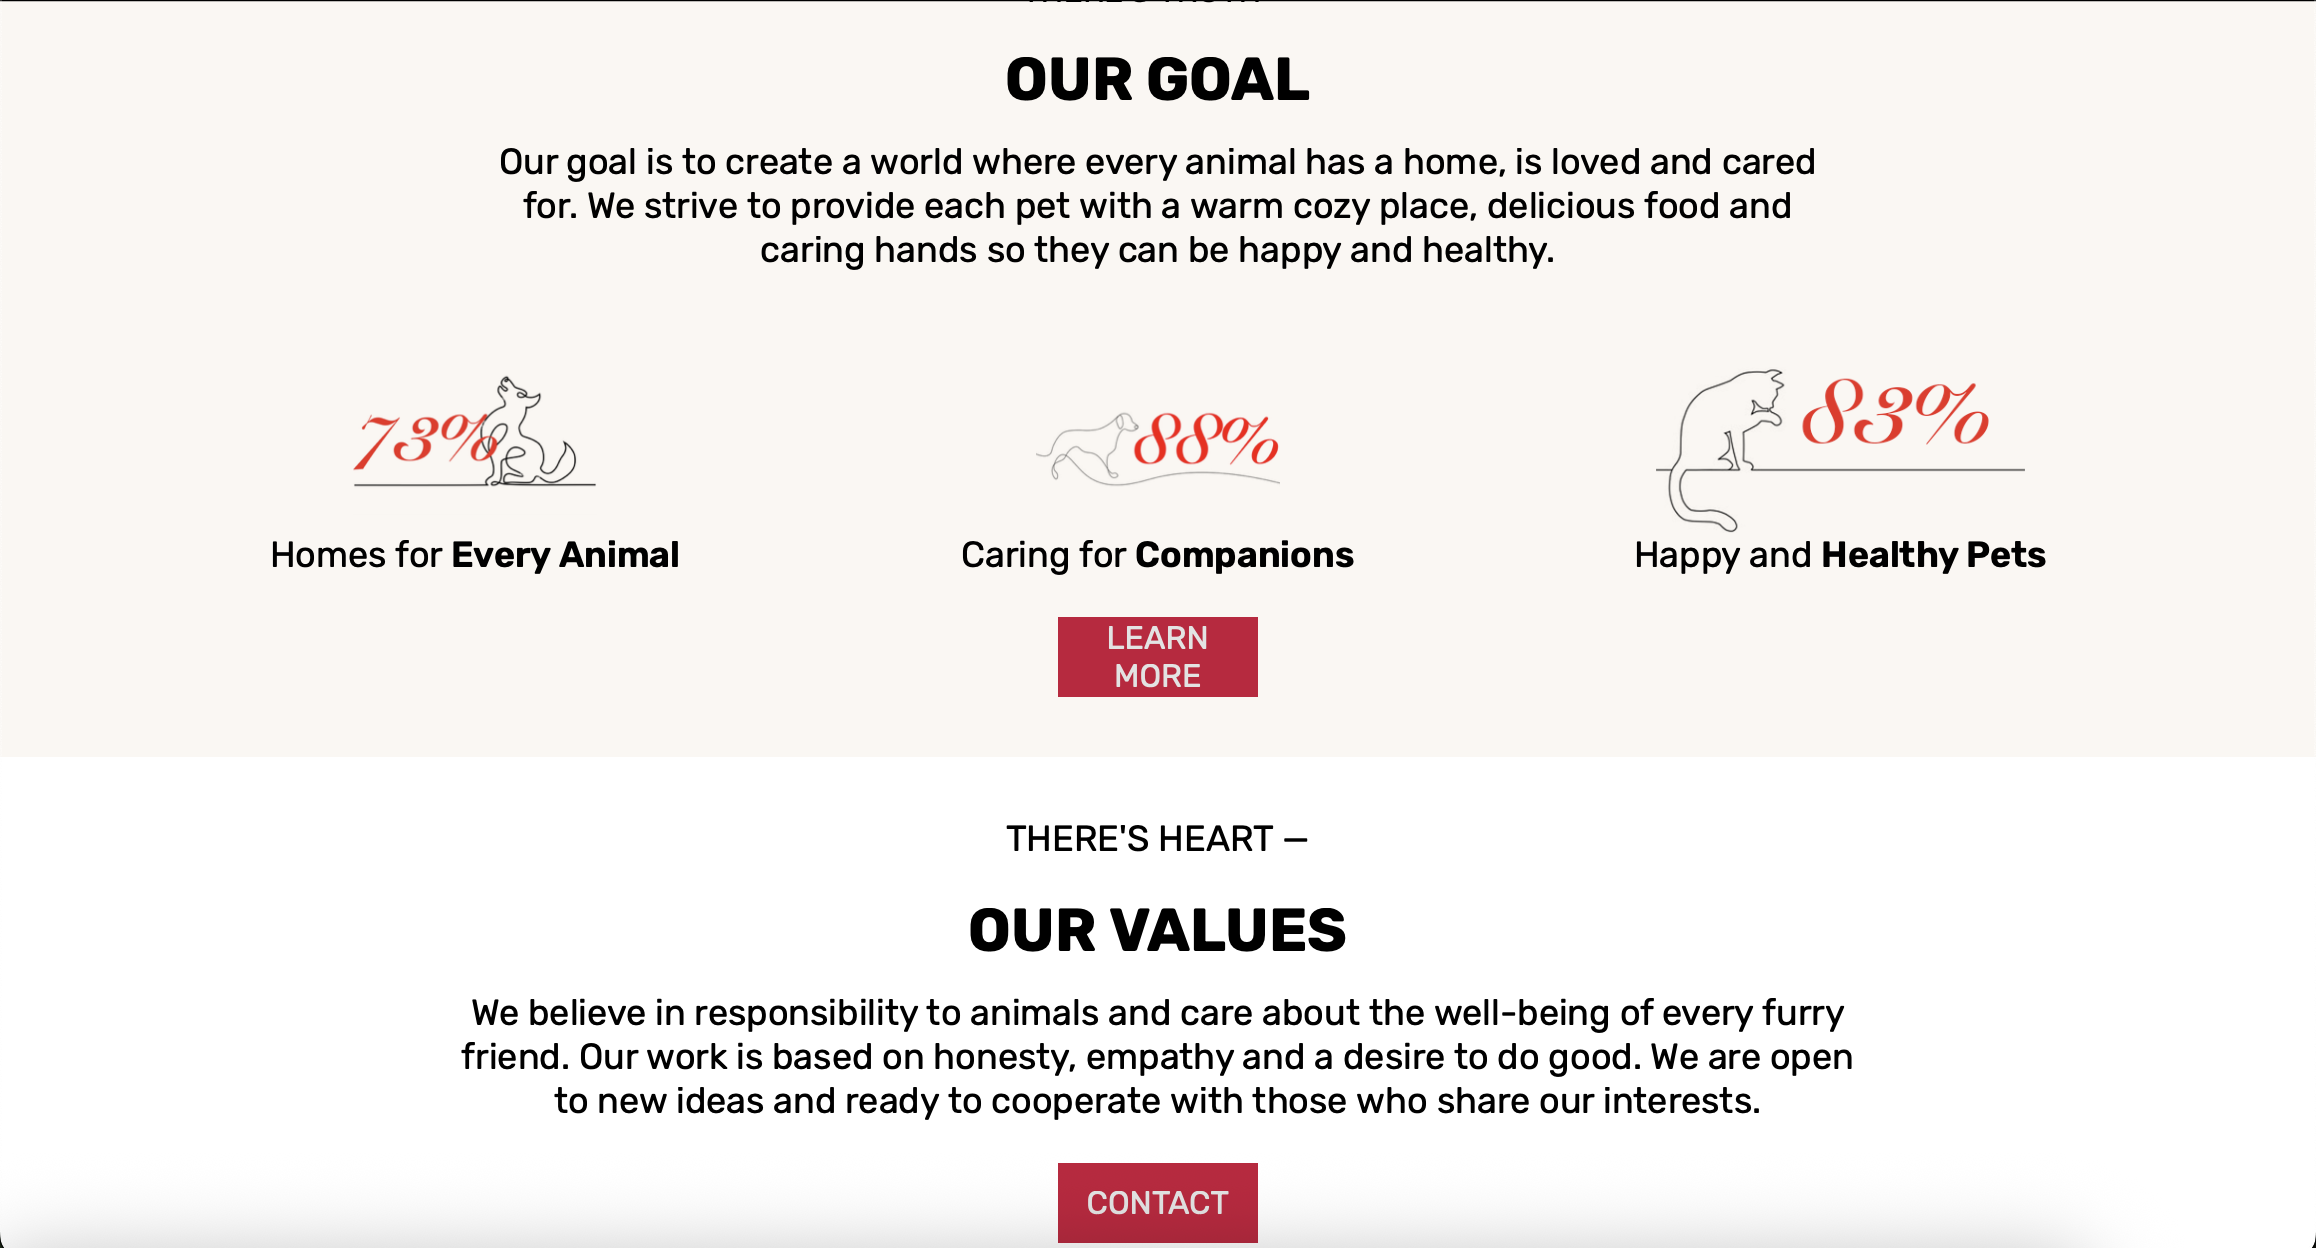 OUR GOAL
Our goal is to create a world where every animal has a home, is loved and cared
for. We strive to provide each pet with a warm cozy place, delicious food and
caring hands so they can be happy and healthy.
73%
88%
83%
Homes for Every Animal
Caring for Companions
Happy and Healthy Pets
LEARN
MORE
THERE'S HEART —
OUR VALUES
We believe in responsibility to animals and care about the well-being of every furry
friend. Our work is based on honesty, empathy and a desire to do good. We are open
to new ideas and ready to cooperate with those who share our interests.
CONTACT